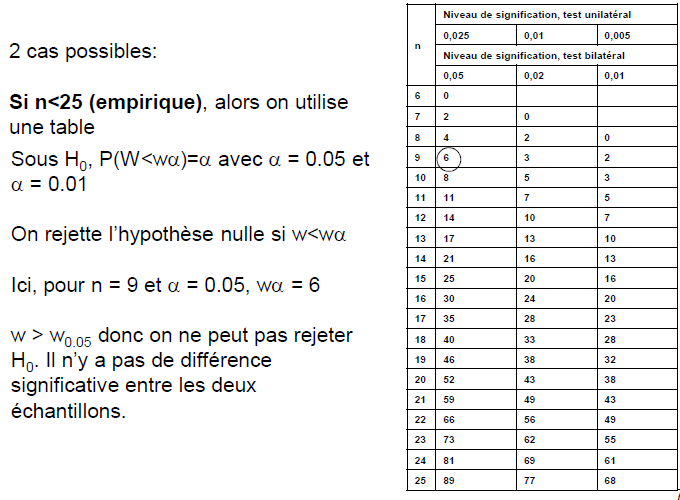 2 cas possibles:
Si n<25 (empirique), alors on utilise
une table
Sous H0, P(W<wα)=α avec α = 0.05 et
α = 0.01
On rejette l'hypothèse nulle si w<wα
Ici, pour n = 9 et α = 0.05, wα = 6
w > w0.05 donc on ne peut pas rejeter
H0. Il n'y a pas de différence
significative entre les deux
échantillons.
n
Niveau de signification, test unilatéral
0,025 0,01 0,005
Niveau de signification, test bilatéral
0,05 0,02 0,01
6 0
7 2 0
8 4 2 0
9 6 3 2
10 8 5 3
11 11 7 5
12 14 10 7
13 17 13 10
14 21 16 13
15 25 20 16
16 30 24 20
17 35 28 23
18 40 33 28
19 46 38 32
20 52 43 38
21 59 49 43
22 66 56 49
23 73 62 55
24 81 69 61
25 89 77 68